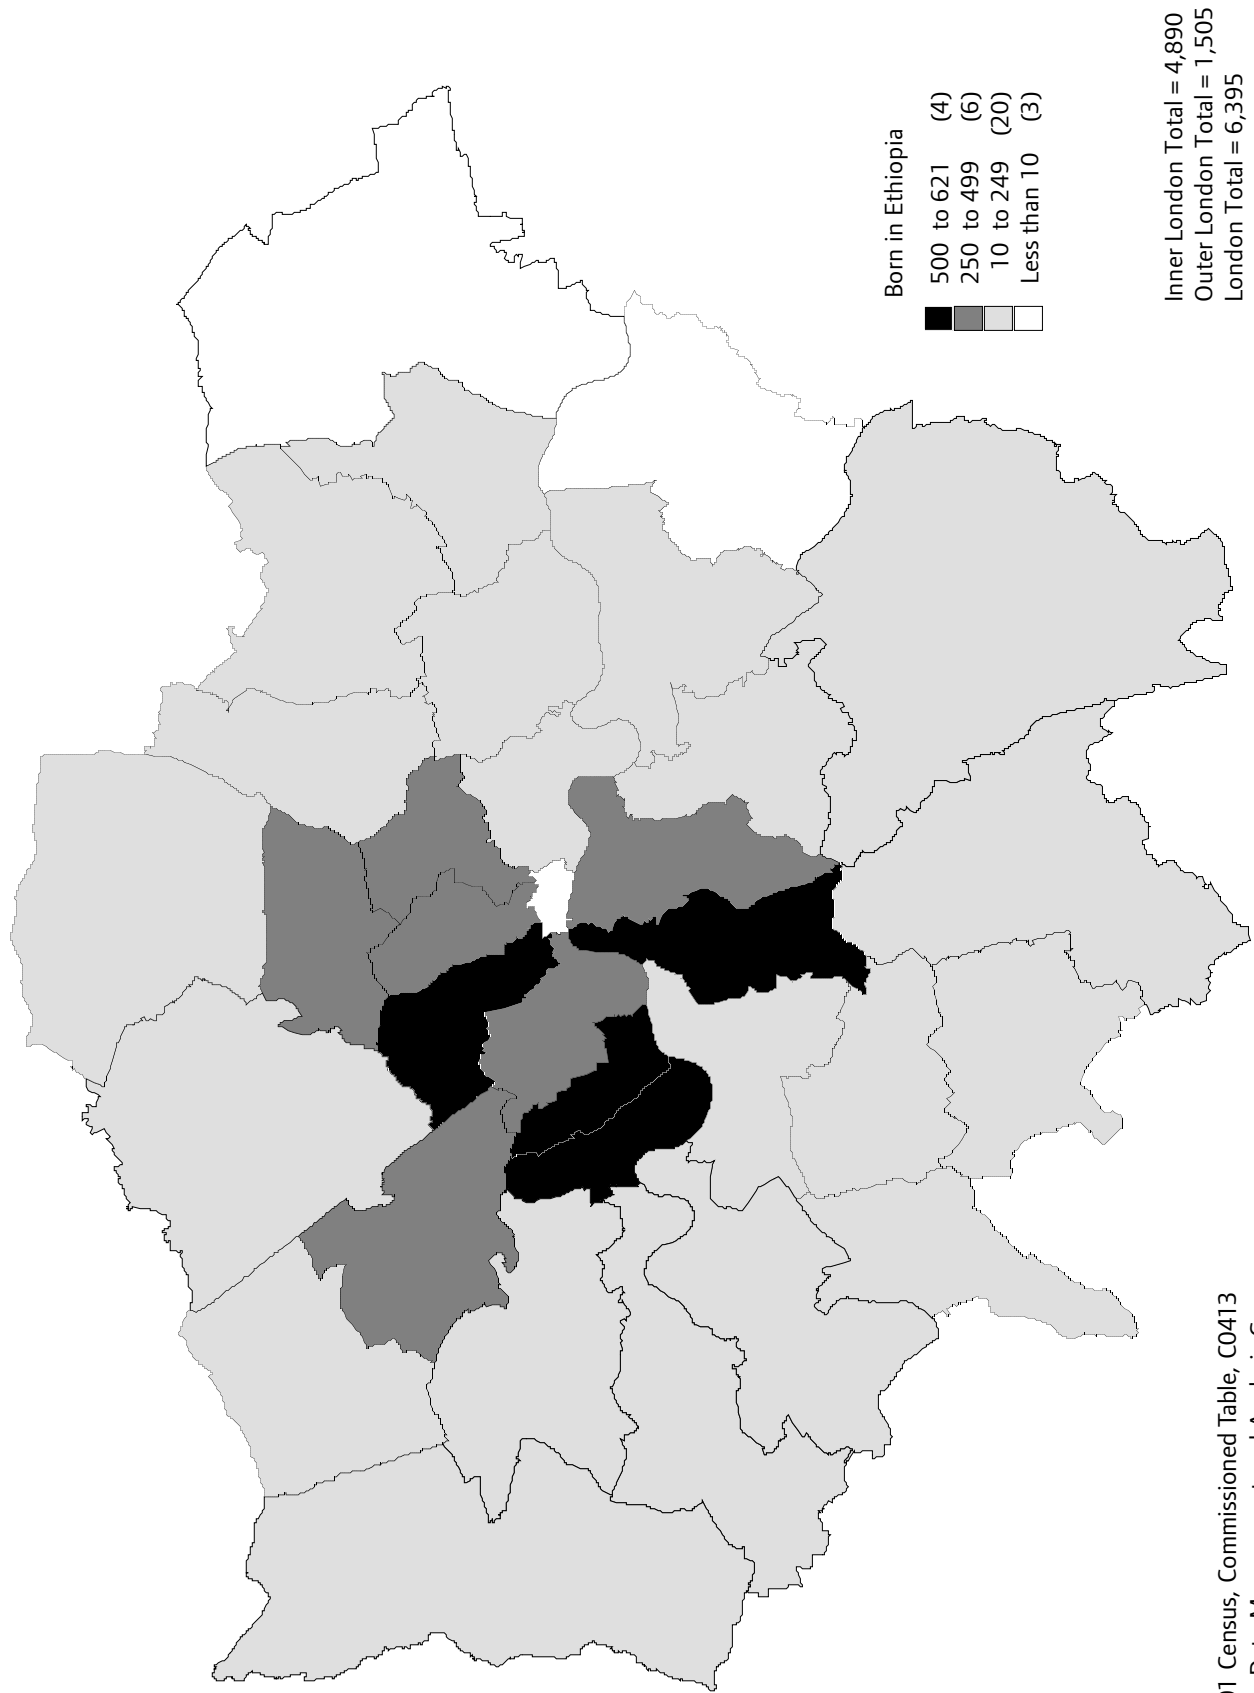 Born in Ethiopia
500 to 621 (4)
250 to 499 (6)
10 to 249 (20)
Less than 10 (3)
Inner London Total = 4,890
Outer London Total = 1,505
London Total = 6,395
Census, Commissioned Table, C0413